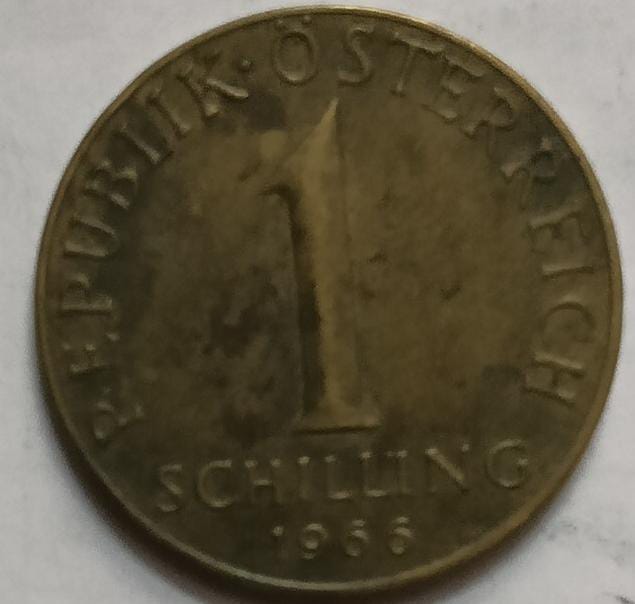 REPUBLIK · ÖSTERREICH
1
SCHILLING
1966